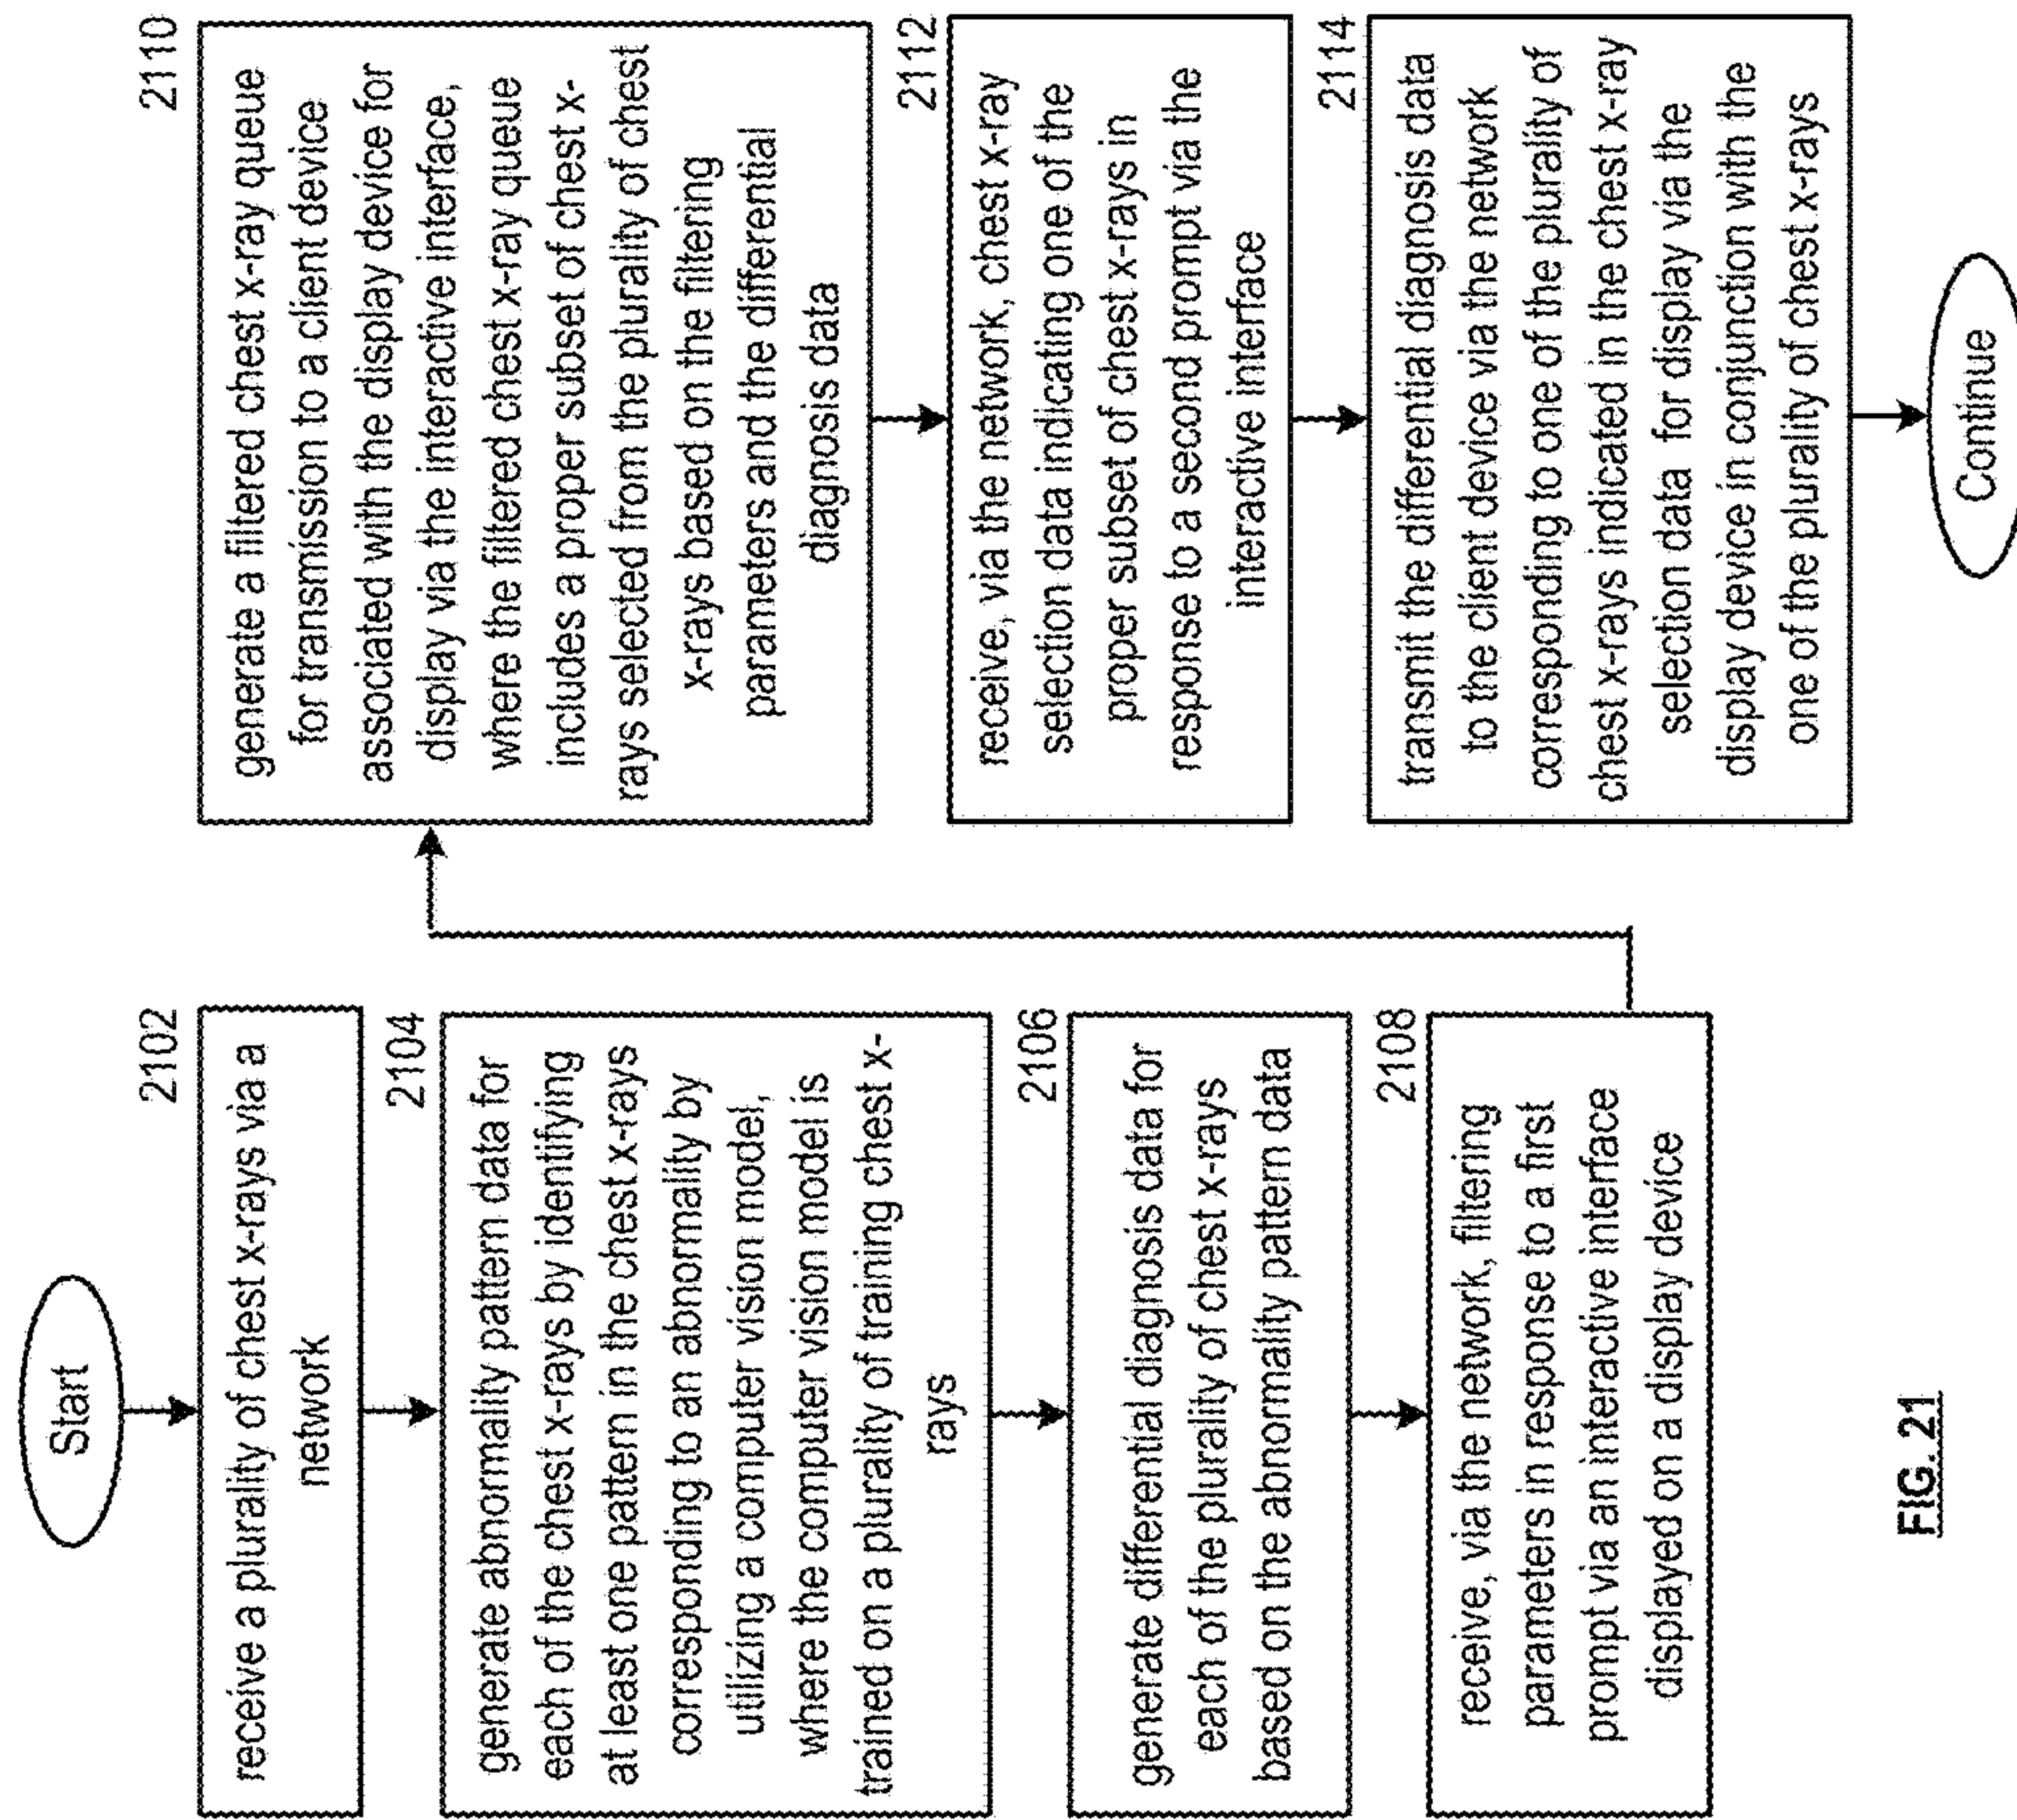 Start
2102
receive a plurality of chest x-rays via a
network
2104
generate abnormality pattern data for
each of the chest x-rays by identifying
at least one pattern in the chest x-rays
corresponding to an abnormality by
utilizing a computer vision model,
where the computer vision model is
trained on a plurality of training chest x-
rays
2106
generate differential diagnosis data for
each of the plurality of chest x-rays
based on the abnormality pattern data
2108
receive, via the network, filtering
parameters in response to a first
prompt via an interactive interface
displayed on a display device
2110
generate a filtered chest x-ray queue
for transmission to a client device
associated with the display device for
display via the interactive interface,
where the filtered chest x-ray queue
includes a proper subset of chest x-
rays selected from the plurality of chest
x-rays based on the filtering
parameters and the differential
diagnosis data
2112
receive, via the network, chest x-ray
selection data indicating one of the
proper subset of chest x-rays in
response to a second prompt via the
interactive interface
2114
transmit the differential diagnosis data
to the client device via the network
corresponding to one of the plurality of
chest x-rays indicated in the chest x-ray
selection data for display via the
display device in conjunction with the
one of the plurality of chest x-rays
Continue
FIG. 21